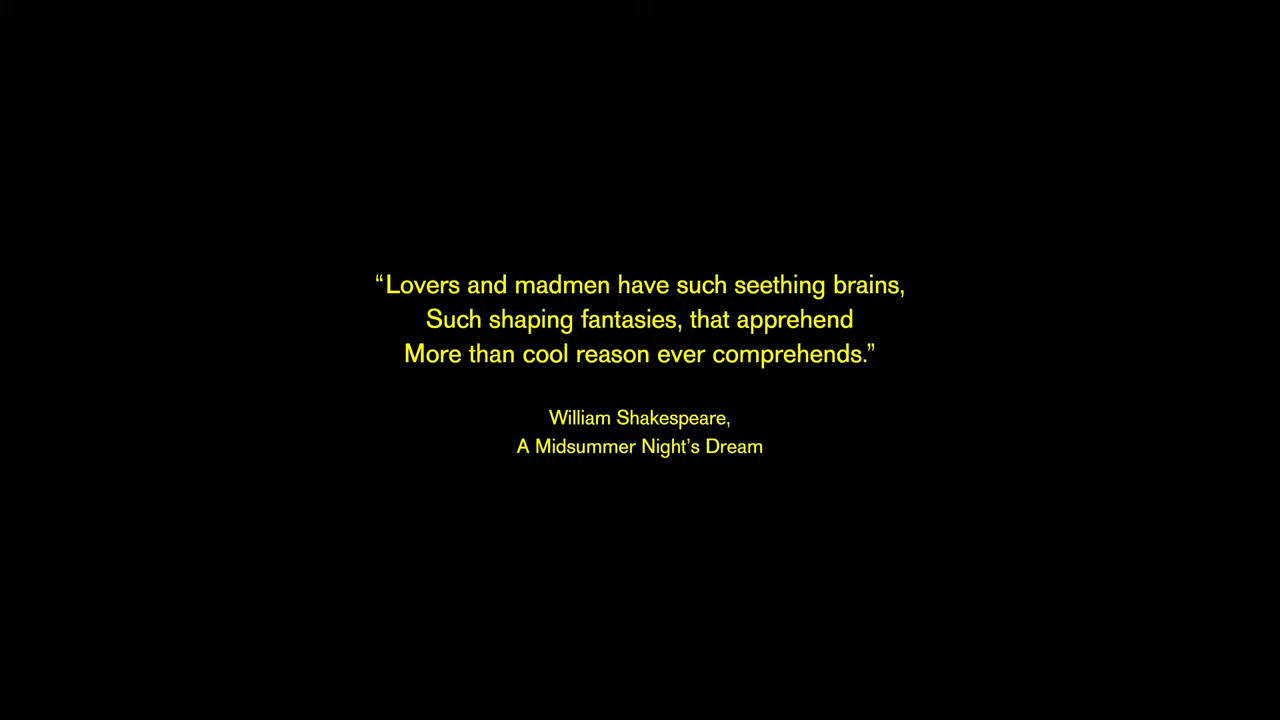 “Lovers and madmen have such seething brains,
Such shaping fantasies, that apprehend
More than cool reason ever comprehends.”
William Shakespeare,
A Midsummer Night’s Dream